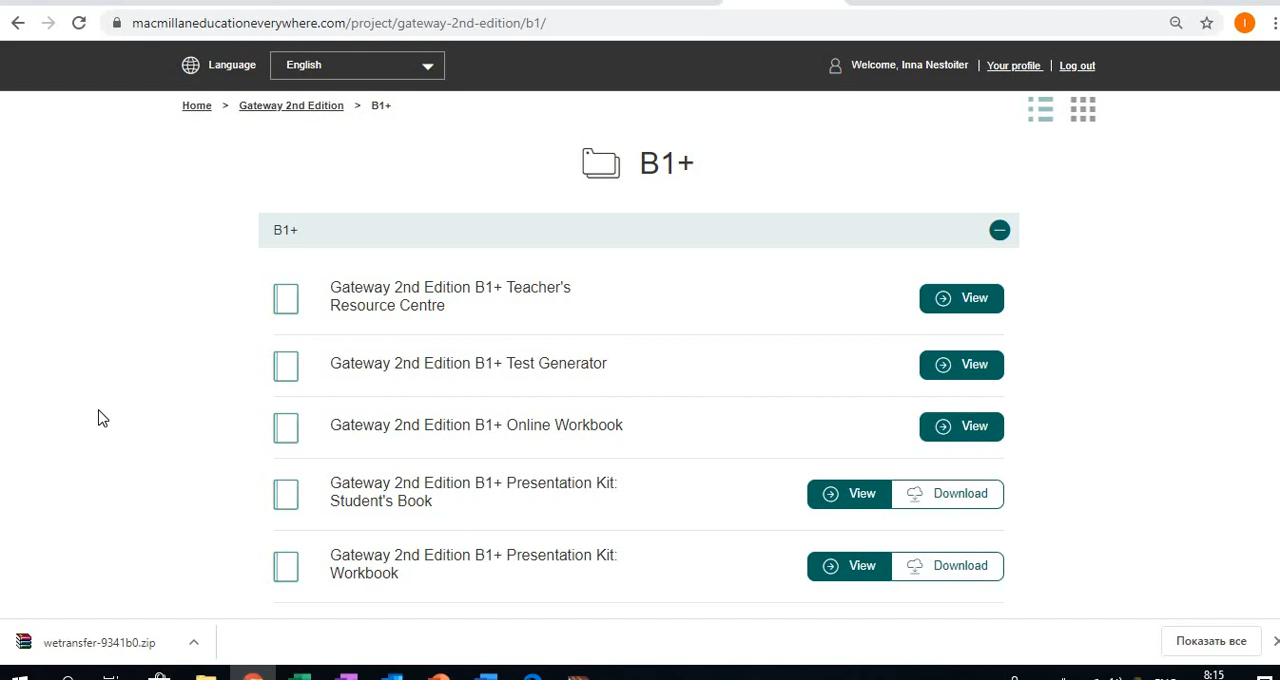 macmillaneducationeverywhere.com/project/gateway-2nd-edition/b1/
I
Language
English
Welcome, Inna Nestoiter | Your profile | Log out
Home > Gateway 2nd Edition > B1+
B1+
B1+
Gateway 2nd Edition B1+ Teacher's
Resource Centre
View
Gateway 2nd Edition B1+ Test Generator
View
Gateway 2nd Edition B1+ Online Workbook
View
Gateway 2nd Edition B1+ Presentation Kit:
Student's Book
View
Download
Gateway 2nd Edition B1+ Presentation Kit:
Workbook
View
Download
wetransfer-9341b0.zip
Показать все
8:15